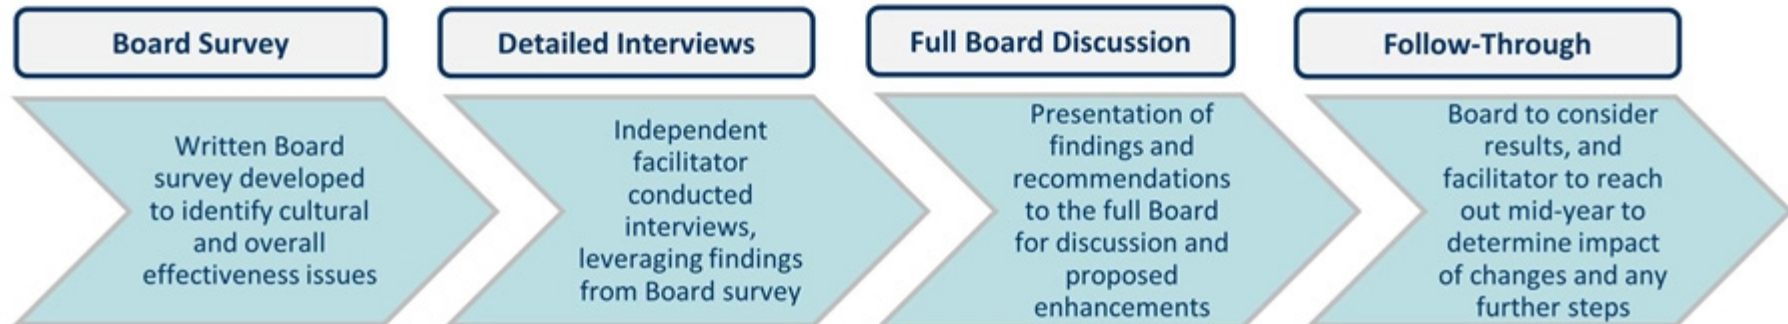 Board Survey
Written Board
survey developed
to identify cultural
and overall
effectiveness issues
Detailed Interviews
Independent
facilitator
conducted
interviews,
leveraging findings
from Board survey
Full Board Discussion
Presentation of
findings and
recommendations
to the full Board
for discussion and
proposed
enhancements
Follow-Through
Board to consider
results, and
facilitator to reach
out mid-year to
determine impact
of changes and any
further steps